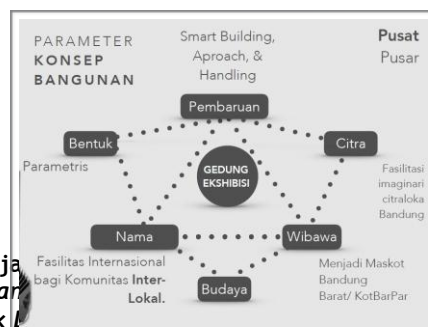 PARAMETER
KONSEP
BANGUNAN
Smart Building,
Aproach, &
Handling
Pusat
Pusar
Pembaruan
Bentuk
Citra
Parametris
GEDUNG
EKSHIBISI
Fasilitasi
imaginari
citraloka
Bandung
Nama
Wibawa
Fasilitas Internasional
bagi Komunitas Inter-
Lokal.
Budaya
Menjadi Maskot
Bandung
Barat/ KotBarPar